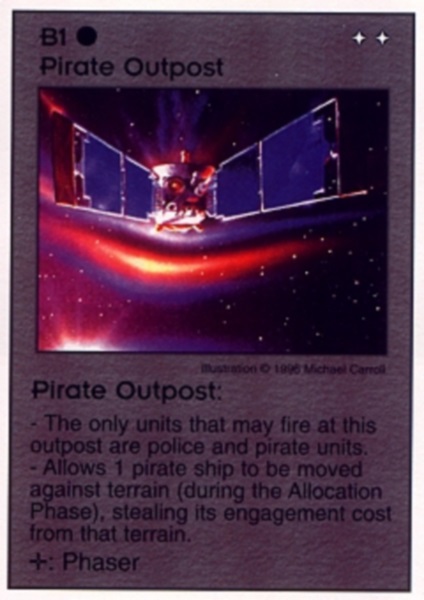 B1
Pirate Outpost
Illustration © 1996 Michael Carroll
Pirate Outpost:
- The only units that may fire at this
outpost are police and pirate units.
- Allows 1 pirate ship to be moved
against terrain (during the Allocation
Phase), stealing its engagement cost
from that terrain.
✛: Phaser